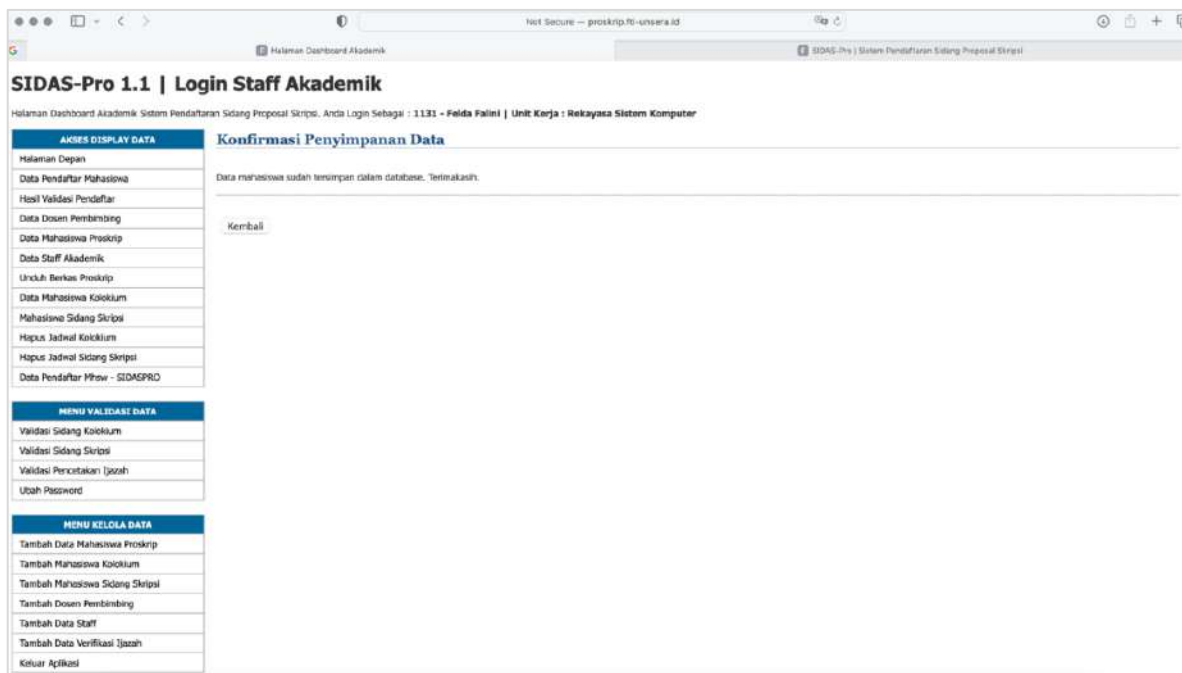 Not Secure — proskrip.ft-unsera.id
G
Halaman Dashboard Akademik
SIDAS-Pro | Sistem Pendaftaran Sidang Proposal Skripsi
SIDAS-Pro 1.1 | Login Staff Akademik
Halaman Dashboard Akademik Sistem Pendaftaran Sidang Proposal Skripsi. Anda Login Sebagai : 1131 - Felda Falini | Unit Kerja : Rekayasa Sistem Komputer
AKSES DISPLAY DATA
Halaman Depan
Data Pendaftar Mahasiswa
Hasil Validasi Pendaftar
Data Dosen Pembimbing
Data Mahasiswa Proskrip
Data Staff Akademik
Unduh Berkas Proskrip
Data Mahasiswa Kolokium
Mahasiswa Sidang Skripsi
Hapus Jadwal Kolokium
Hapus Jadwal Sidang Skripsi
Data Pendaftar Mhsw - SIDASPRO
MENU VALIDASI DATA
Validasi Sidang Kolokium
Validasi Sidang Skripsi
Validasi Pencetakan Ijazah
Ubah Password
MENU KELOLA DATA
Tambah Data Mahasiswa Proskrip
Tambah Mahasiswa Kolokium
Tambah Mahasiswa Sidang Skripsi
Tambah Dosen Pembimbing
Tambah Data Staff
Tambah Data Verifikasi Ijazah
Keluar Aplikasi
Konfirmasi Penyimpanan Data
Data mahasiswa sudah tersimpan dalam database. Terimakasih.
Kembali